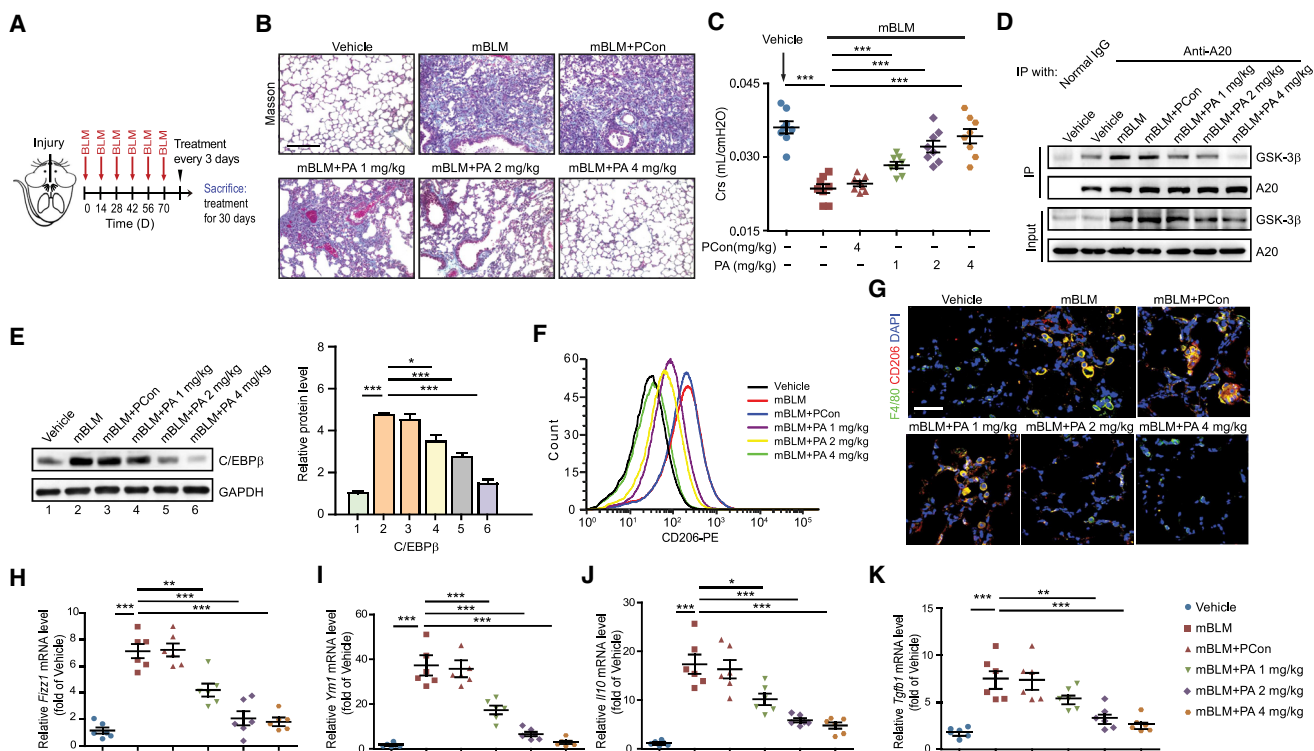 A
Injury
BLM
BLM
BLM
BLM
BLM
BLM
Treatment
every 3 days
0 14 28 42 56 70
Time (D)
Sacrifice:
treatment
for 30 days
B
Vehicle mBLM mBLM+PCon
Masson
mBLM+PA 1 mg/kg mBLM+PA 2 mg/kg mBLM+PA 4 mg/kg
C
mBLM
Vehicle
***
***
***
***
0.045
0.030
0.015
Crs (mL/cmH2O)
PCon(mg/kg) – – 4 – – –
PA (mg/kg) – – – 1 2 4
D
Anti-A20
IP with:
Normal IgG
Vehicle
Vehicle
mBLM
mBLM+PCon
mBLM+PA 1 mg/kg
mBLM+PA 2 mg/kg
mBLM+PA 4 mg/kg
IP
GSK-3β
A20
Input
GSK-3β
A20
E
Vehicle
mBLM
mBLM+PCon
mBLM+PA 1 mg/kg
mBLM+PA 2 mg/kg
mBLM+PA 4 mg/kg
C/EBPβ
GAPDH
1 2 3 4 5 6
Relative protein level
8
6
4
2
0
*
***
***
***
1 2 3 4 5 6
C/EBPβ
F
Count
60
45
30
15
0
10⁰ 10¹ 10² 10³ 10⁴ 10⁵
CD206-PE
Vehicle
mBLM
mBLM+PCon
mBLM+PA 1 mg/kg
mBLM+PA 2 mg/kg
mBLM+PA 4 mg/kg
G
Vehicle mBLM mBLM+PCon
F4/80 CD206 DAPI
mBLM+PA 1 mg/kg mBLM+PA 2 mg/kg mBLM+PA 4 mg/kg
H
Relative Fizz1 mRNA level
(fold of Vehicle)
10
8
6
4
2
0
**
***
***
***
I
Relative Ym1 mRNA level
(fold of Vehicle)
60
40
20
0
***
***
***
***
J
Relative Il10 mRNA level
(fold of Vehicle)
30
20
10
0
*
***
***
***
K
Relative Tgfb1 mRNA level
(fold of Vehicle)
15
10
5
0
**
***
***
Vehicle
mBLM
mBLM+PCon
mBLM+PA 1 mg/kg
mBLM+PA 2 mg/kg
mBLM+PA 4 mg/kg